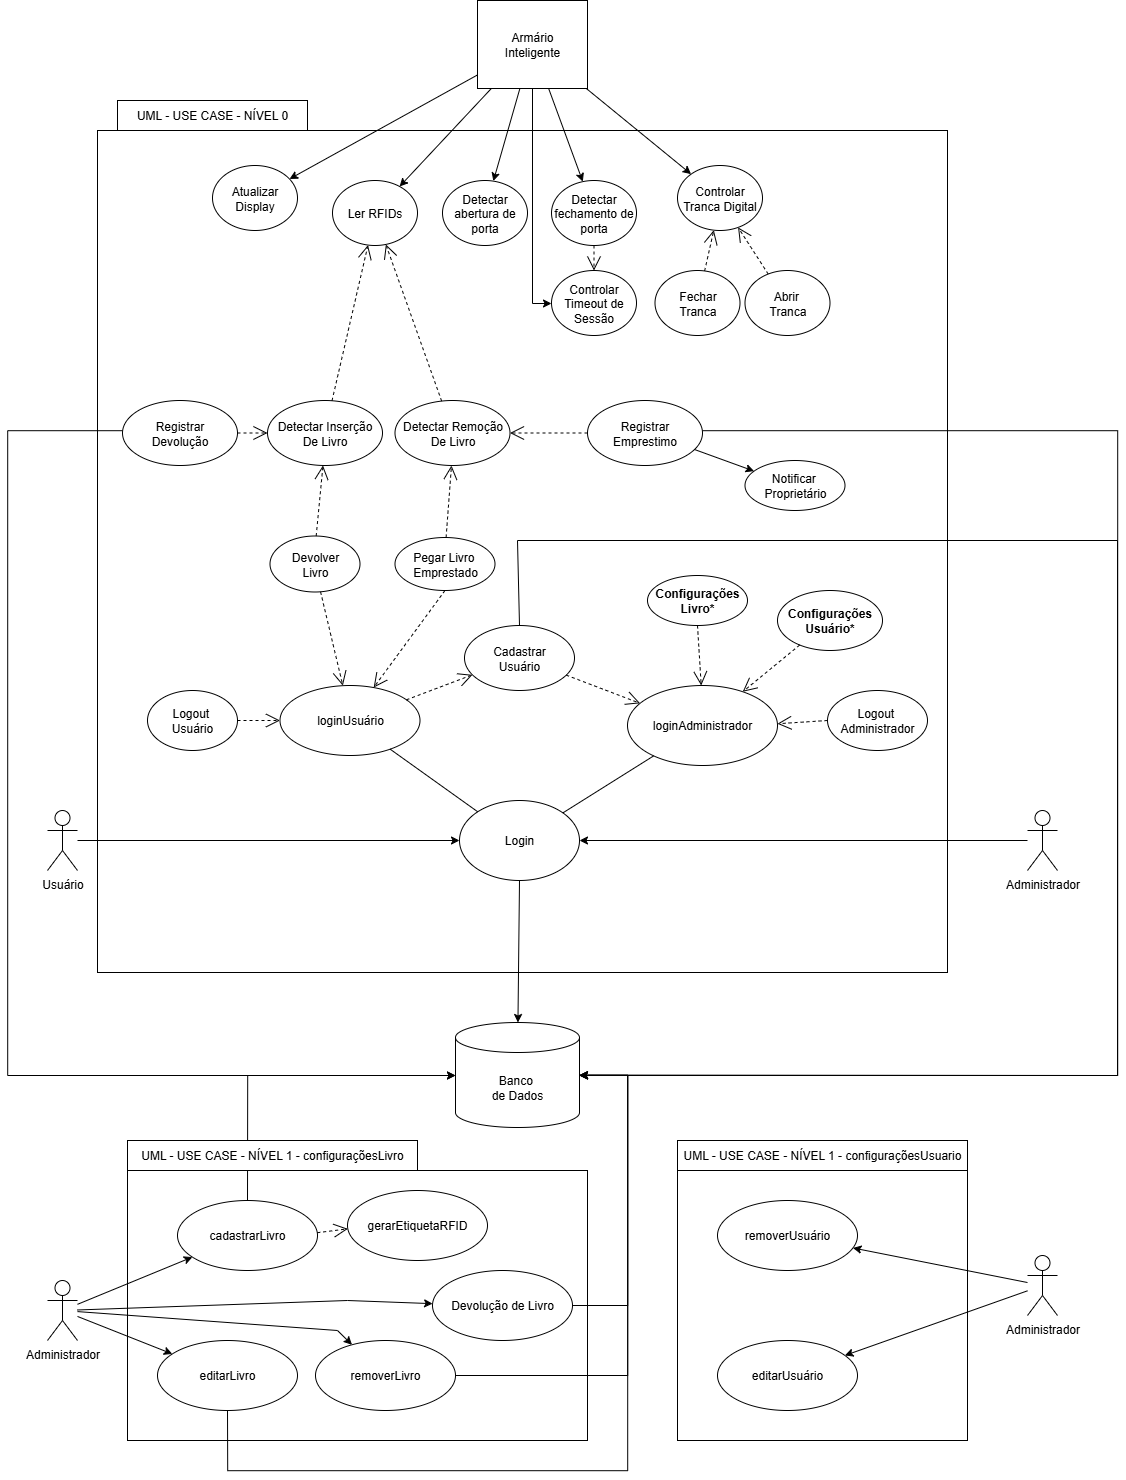 Armário
Inteligente
UML - USE CASE - NÍVEL 0
Atualizar
Display
Ler RFIDs
Detectar
abertura de
porta
Detectar
fechamento de
porta
Controlar
Tranca Digital
Controlar
Timeout de
Sessão
Fechar
Tranca
Abrir
Tranca
Registrar
Devolução
Detectar Inserção
De Livro
Detectar Remoção
De Livro
Registrar
Emprestimo
Notificar
Proprietário
Devolver
Livro
Pegar Livro
Emprestado
Configurações
Livro*
Configurações
Usuário*
Cadastrar
Usuário
Logout
Usuário
loginUsuário
loginAdministrador
Logout
Administrador
Login
Usuário
Administrador
Banco
de Dados
UML - USE CASE - NÍVEL 1 - configuraçõesLivro
cadastrarLivro
gerarEtiquetaRFID
Devolução de Livro
Administrador
editarLivro
removerLivro
UML - USE CASE - NÍVEL 1 - configuraçõesUsuario
removerUsuário
Administrador
editarUsuário